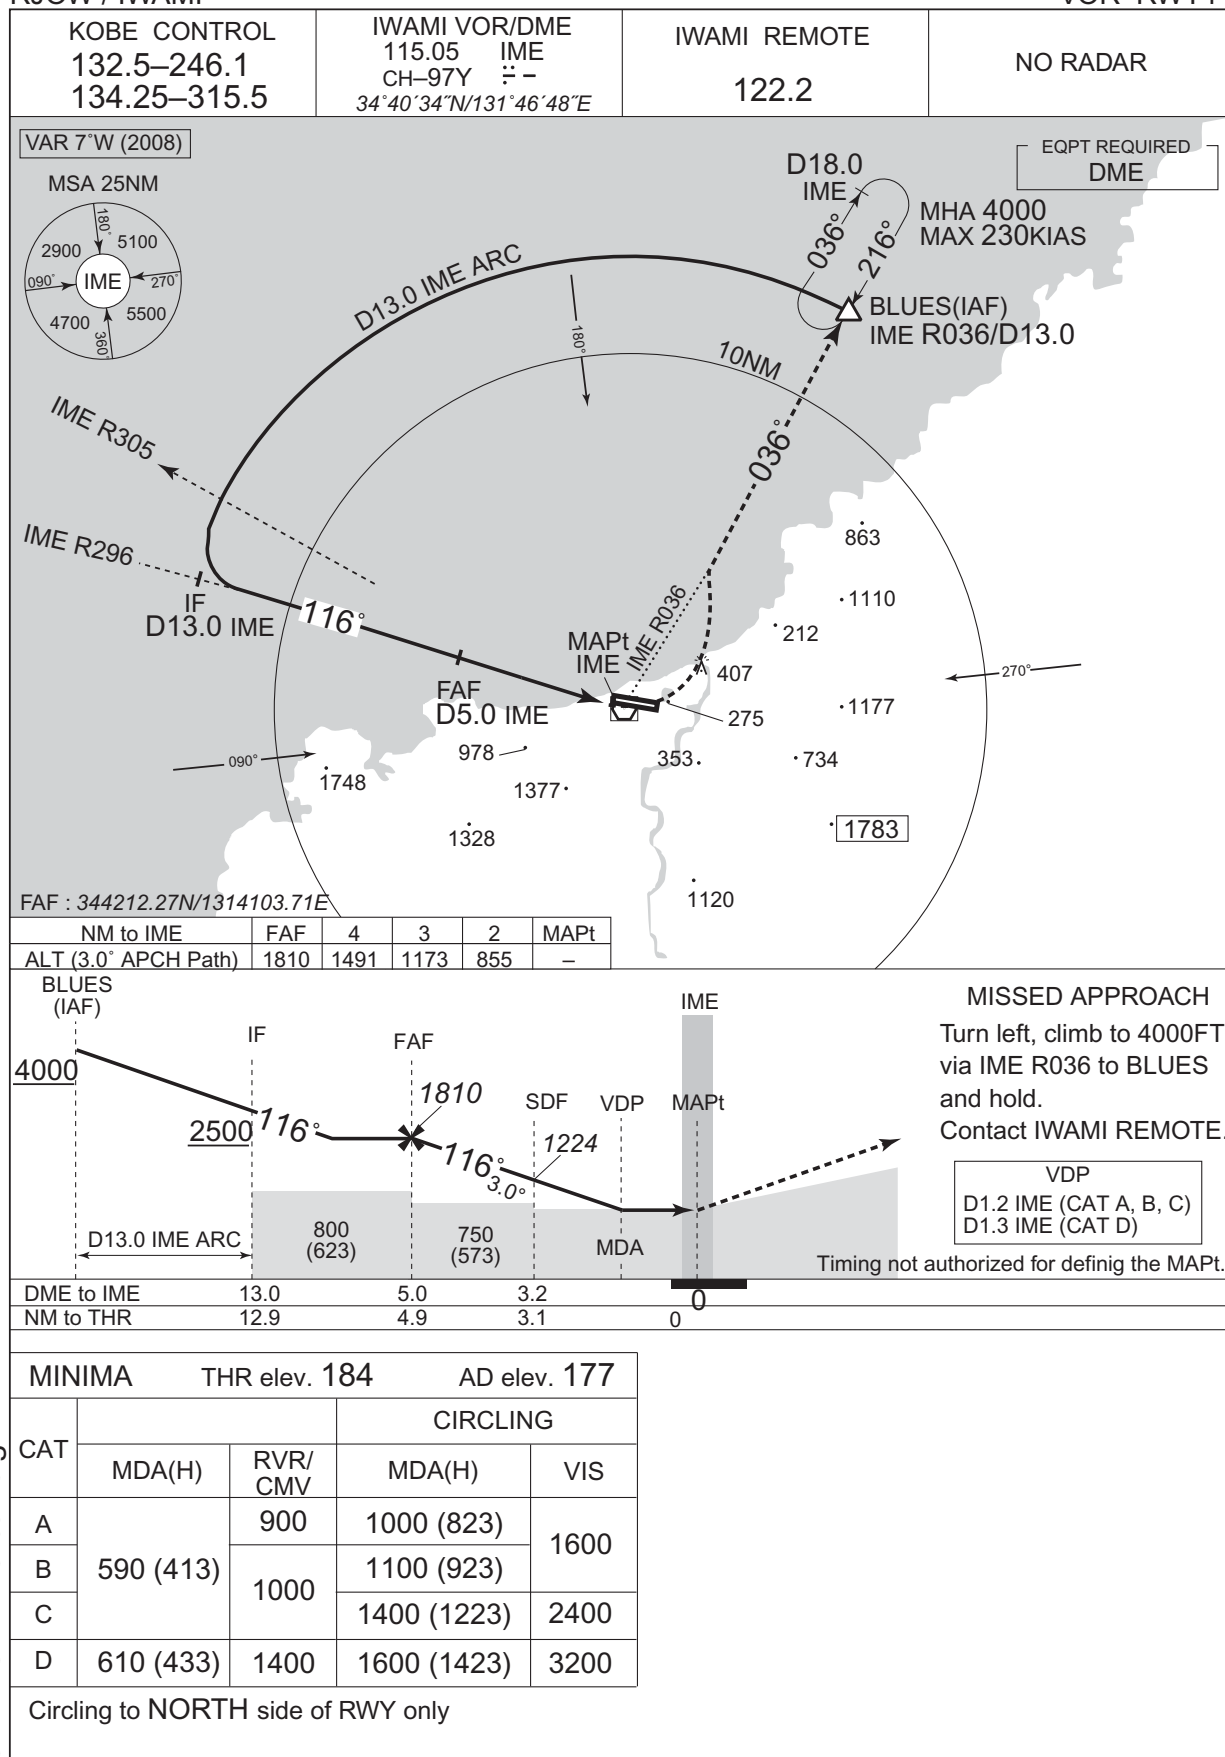 KOBE CONTROL
132.5–246.1
134.25–315.5
IWAMI VOR/DME
115.05 IME
CH–97Y
34˚40´34˝N/131˚46´48˝E
IWAMI REMOTE
122.2
NO RADAR
VAR 7˚W (2008)
MSA 25NM
180˚
2900
5100
090˚
IME
270˚
4700
5500
360˚
EQPT REQUIRED
DME
D18.0
IME
036˚
216˚
MHA 4000
MAX 230KIAS
D13.0 IME ARC
BLUES(IAF)
IME R036/D13.0
180˚
10NM
IME R305
036˚
IME R296
863
IF
D13.0 IME
116˚
1110
212
MAPt
IME
IME R036
407
270˚
FAF
D5.0 IME
275
1177
978
353
734
090˚
1748
1377
1328
1783
1120
FAF : 344212.27N/1314103.71E
NM to IME FAF 4 3 2 MAPt
ALT (3.0˚ APCH Path) 1810 1491 1173 855 –
BLUES
(IAF)
IF
FAF
IME
4000
1810
SDF
VDP
MAPt
2500
116˚
1224
116˚
3.0˚
D13.0 IME ARC
800
(623)
750
(573)
MDA
MISSED APPROACH
Turn left, climb to 4000FT
via IME R036 to BLUES
and hold.
Contact IWAMI REMOTE.
VDP
D1.2 IME (CAT A, B, C)
D1.3 IME (CAT D)
Timing not authorized for definig the MAPt.
DME to IME 13.0 5.0 3.2 0
NM to THR 12.9 4.9 3.1 0
MINIMA THR elev. 184 AD elev. 177
CAT
CIRCLING
MDA(H) RVR/CMV MDA(H) VIS
A 590 (413) 900 1000 (823) 1600
B 1000 1100 (923)
C 1400 (1223) 2400
D 610 (433) 1400 1600 (1423) 3200
Circling to NORTH side of RWY only